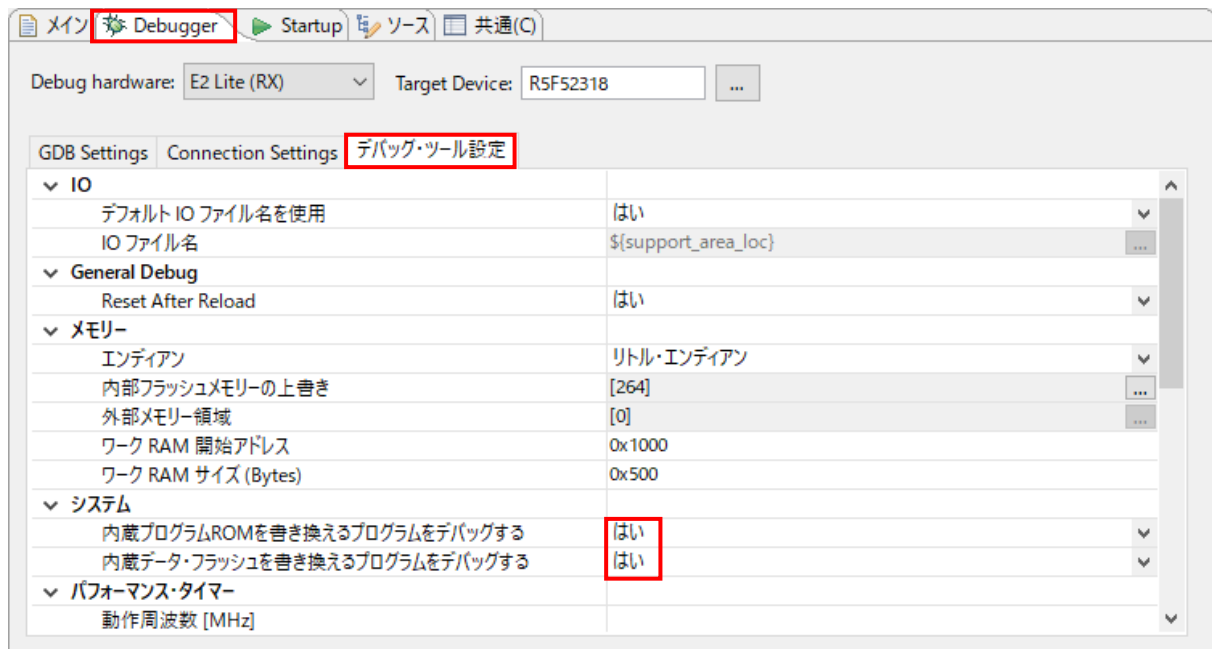 メイン Debugger Startup ソース 共通(C)
Debug hardware: E2 Lite (RX) Target Device: R5F52318 ...
GDB Settings Connection Settings デバッグ・ツール設定
IO
デフォルト IO ファイル名を使用 はい
IO ファイル名 ${support_area_loc} ...
General Debug
Reset After Reload はい
メモリー
エンディアン リトル・エンディアン
内部フラッシュメモリーの上書き [264] ...
外部メモリー領域 [0] ...
ワーク RAM 開始アドレス 0x1000
ワーク RAM サイズ (Bytes) 0x500
システム
内蔵プログラムROMを書き換えるプログラムをデバッグする はい
内蔵データ・フラッシュを書き換えるプログラムをデバッグする はい
パフォーマンス・タイマー
動作周波数 [MHz]